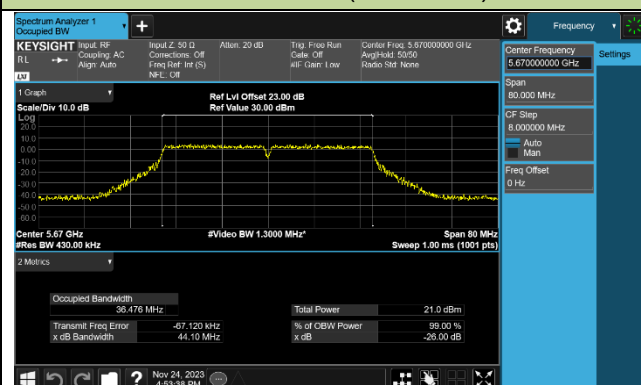 Spectrum Analyzer 1
Occupied BW
Frequency
KEYSIGHT
Input: RF
Coupling: AC
Align: Auto
Input Z: 50 Ω
Corrections: Off
Freq Ref: Int (S)
NFE: Off
Atten: 20 dB
Trig: Free Run
Gate: Off
#IF Gain: Low
Center Freq: 5.670000000 GHz
Avg|Hold: 50/50
Radio Std: None
RL
LXI
Center Frequency
5.670000000 GHz
Settings
Span
80.000 MHz
CF Step
8.000000 MHz
Auto
Man
Freq Offset
0 Hz
1 Graph
Scale/Div 10.0 dB
Ref Lvl Offset 23.00 dB
Ref Value 30.00 dBm
Log
20.0
10.0
0.00
-10.0
-20.0
-30.0
-40.0
-50.0
-60.0
Center 5.67 GHz
#Res BW 430.00 kHz
#Video BW 1.3000 MHz*
Span 80 MHz
Sweep 1.00 ms (1001 pts)
2 Metrics
Occupied Bandwidth
36.476 MHz
Total Power 21.0 dBm
Transmit Freq Error -67.120 kHz
% of OBW Power 99.00 %
x dB Bandwidth 44.10 MHz
x dB -26.00 dB
Nov 24, 2023
4:53:38 PM